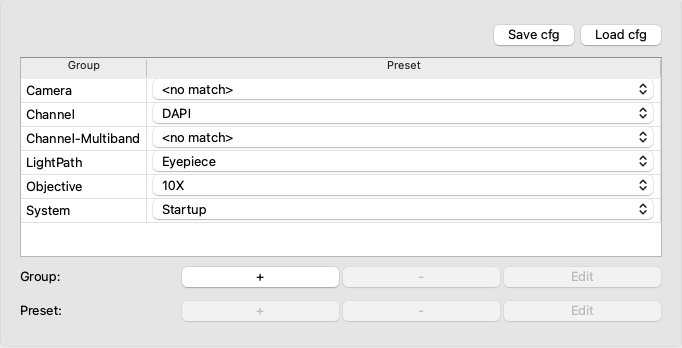 Save cfg Load cfg
Group Preset
Camera <no match>
Channel DAPI
Channel-Multiband <no match>
LightPath Eyepiece
Objective 10X
System Startup
Group: + - Edit
Preset: + - Edit